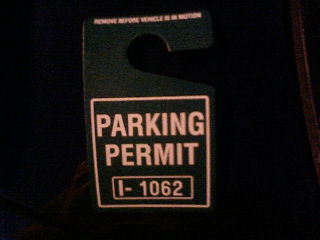 REMOVE BEFORE VEHICLE IS IN MOTION
PARKING
PERMIT
I- 1062